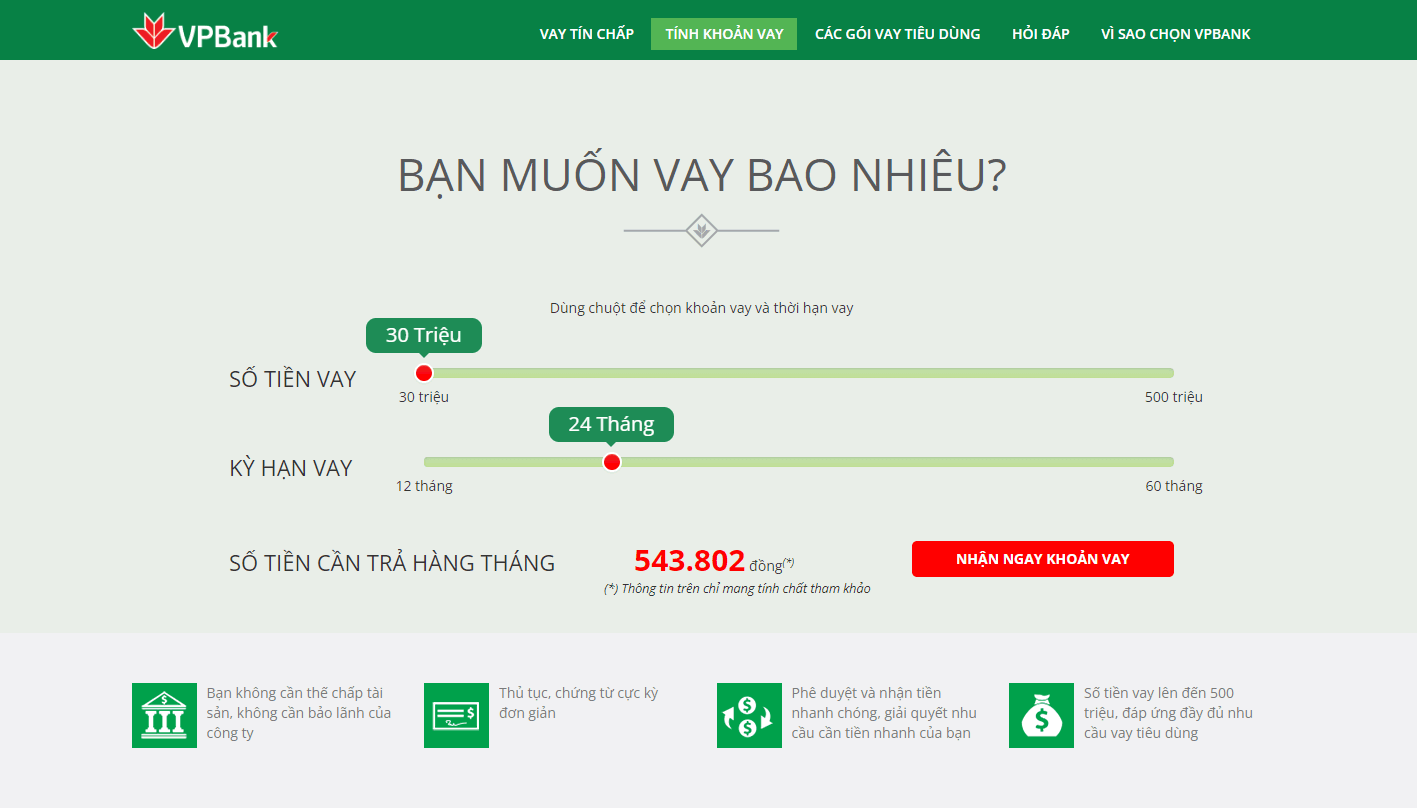 VPBank
VAY TÍN CHẤP
TÍNH KHOẢN VAY
CÁC GÓI VAY TIÊU DÙNG
HỎI ĐÁP
VÌ SAO CHỌN VPBANK
BẠN MUỐN VAY BAO NHIÊU?
Dùng chuột để chọn khoản vay và thời hạn vay
30 Triệu
SỐ TIỀN VAY
30 triệu
500 triệu
24 Tháng
KỲ HẠN VAY
12 tháng
60 tháng
SỐ TIỀN CẦN TRẢ HÀNG THÁNG
543.802 đồng(*)
(*) Thông tin trên chỉ mang tính chất tham khảo
NHẬN NGAY KHOẢN VAY
Bạn không cần thế chấp tài
sản, không cần bảo lãnh của
công ty
Thủ tục, chứng từ cực kỳ
đơn giản
Phê duyệt và nhận tiền
nhanh chóng, giải quyết nhu
cầu cần tiền nhanh của bạn
Số tiền vay lên đến 500
triệu, đáp ứng đầy đủ nhu
cầu vay tiêu dùng